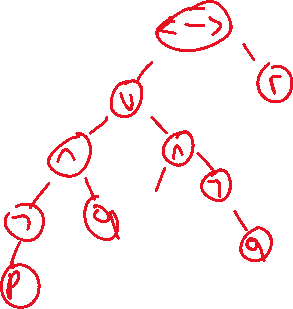 <->
∨ r
∧ ∧
¬ q ¬
p q